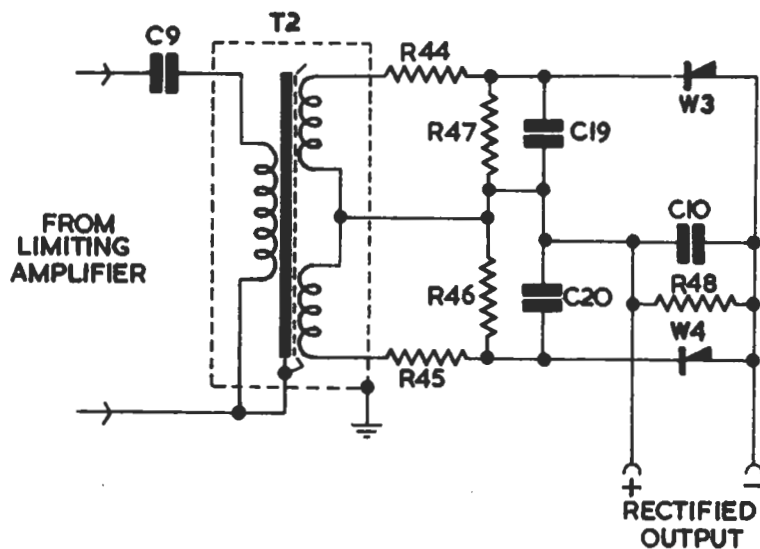 T2
C9
R44
W3
R47
C19
FROM
LIMITING
AMPLIFIER
C10
R48
R46
C20
W4
R45
+
−
RECTIFIED
OUTPUT